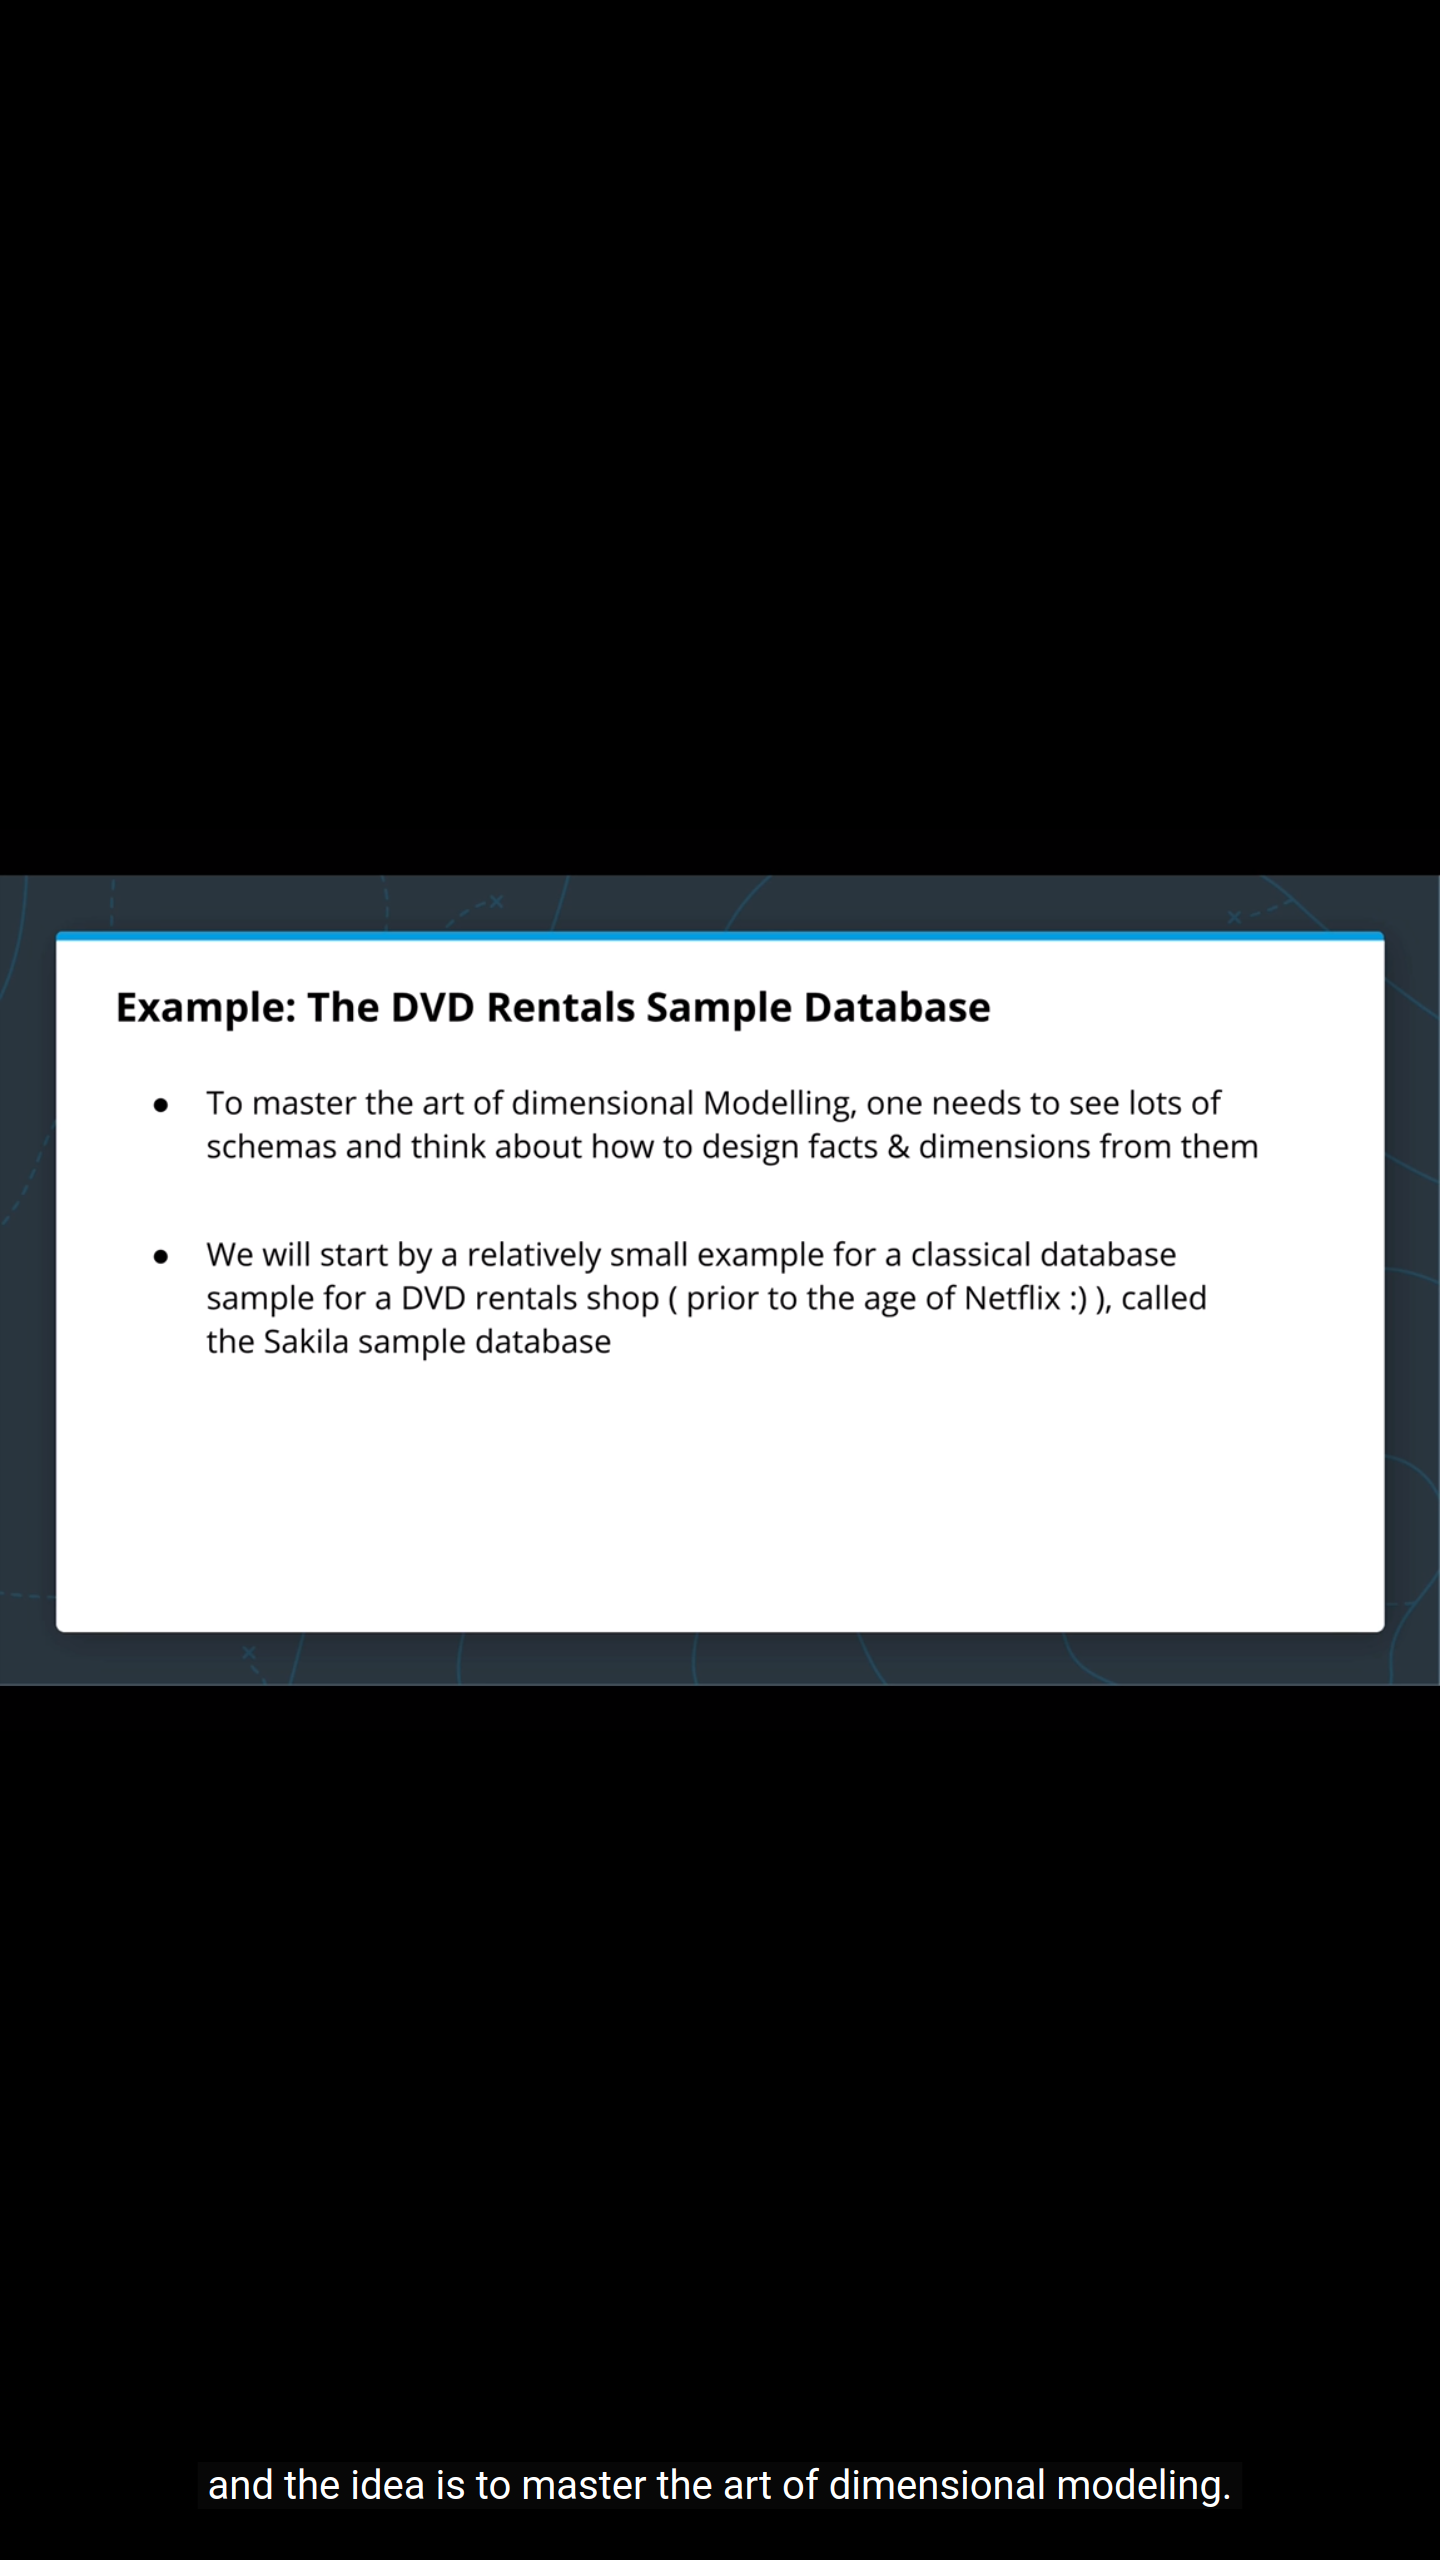 Example: The DVD Rentals Sample Database
● To master the art of dimensional Modelling, one needs to see lots of
schemas and think about how to design facts & dimensions from them
● We will start by a relatively small example for a classical database
sample for a DVD rentals shop ( prior to the age of Netflix :) ), called
the Sakila sample database
and the idea is to master the art of dimensional modeling.